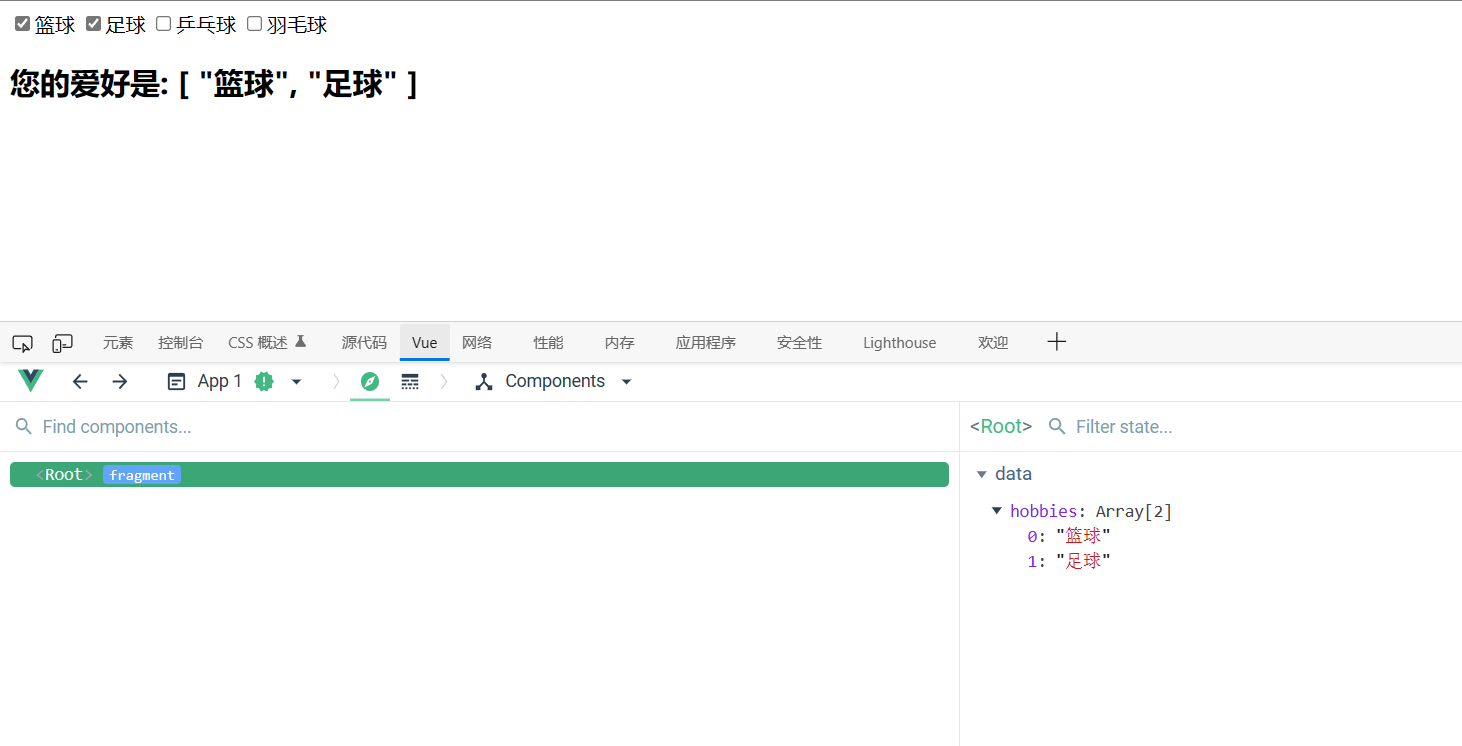 篮球 足球 乒乓球 羽毛球
您的爱好是: [ "篮球", "足球" ]
元素 控制台 CSS 概述 源代码 Vue 网络 性能 内存 应用程序 安全性 Lighthouse 欢迎
App 1 Components
Find components...
<Root> Filter state...
<Root> fragment
data
hobbies: Array[2]
0: "篮球"
1: "足球"